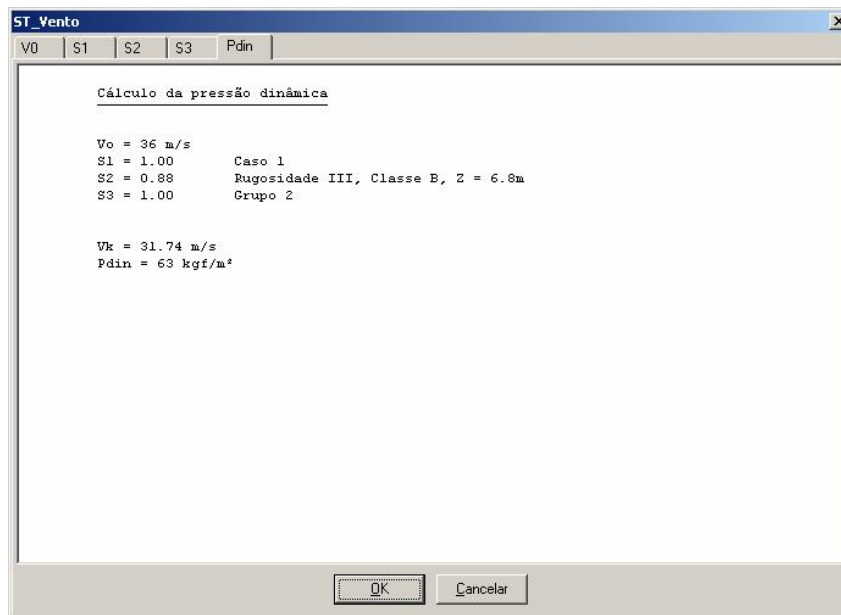 ST_Vento
V0 S1 S2 S3 Pdin
Cálculo da pressão dinâmica
Vo = 36 m/s
S1 = 1.00 Caso 1
S2 = 0.88 Rugosidade III, Classe B, Z = 6.8m
S3 = 1.00 Grupo 2
Vk = 31.74 m/s
Pdin = 63 kgf/m²
OK Cancelar